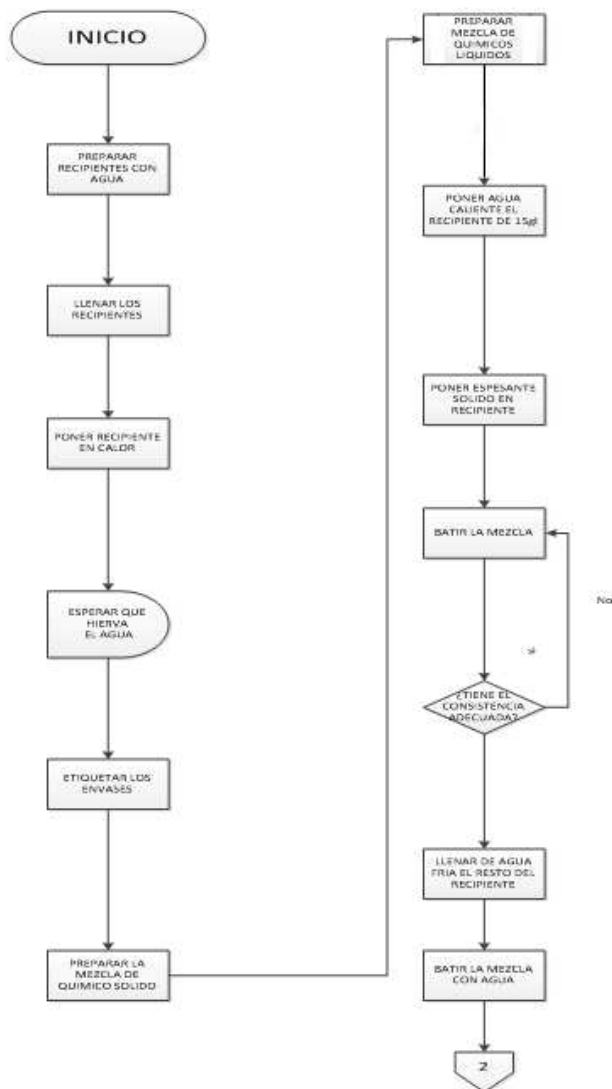 INICIO
PREPARAR
RECIPIENTES CON
AGUA
LLENAR LOS
RECIPIENTES
PONER RECIPIENTE
EN CALOR
ESPERAR QUE
HIERVA
EL AGUA
ETIQUETAR LOS
ENVASES
PREPARAR LA
MEZCLA DE
QUIMICO SOLIDO
PREPARAR
MEZCLA DE
QUIMICOS
LIQUIDOS
PONER AGUA
CALIENTE EL
RECIPIENTE DE 15gl
PONER ESPESANTE
SOLIDO EN
RECIPIENTE
BATIR LA MEZCLA
No
¿TIENE EL
CONSISTENCIA
ADECUADA?
LLENAR DE AGUA
FRIA EL RESTO DEL
RECIPIENTE
BATIR LA MEZCLA
CON AGUA
2